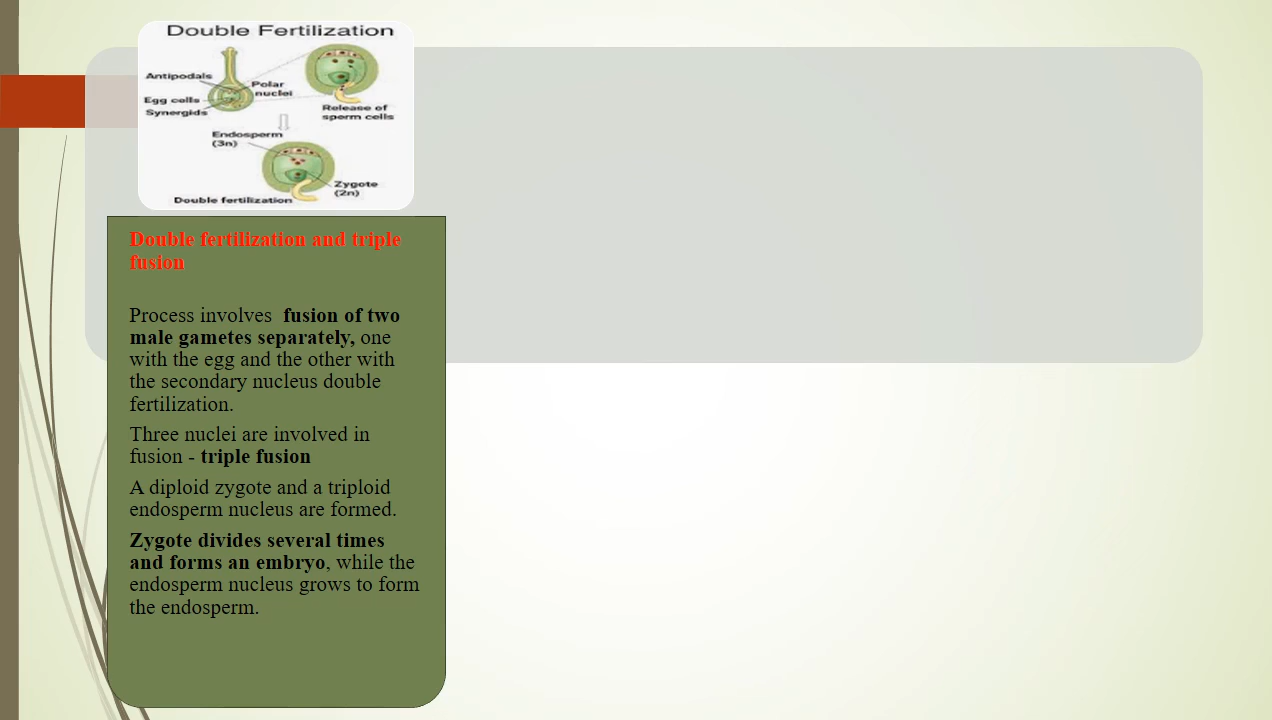 Double Fertilization
Antipodals
Polar
nuclei
Egg cells
Synergids
Release of
sperm cells
Endosperm
(3n)
Zygote
(2n)
Double fertilization
Double fertilization and triple
fusion
Process involves fusion of two
male gametes separately, one
with the egg and the other with
the secondary nucleus double
fertilization.
Three nuclei are involved in
fusion - triple fusion
A diploid zygote and a triploid
endosperm nucleus are formed.
Zygote divides several times
and forms an embryo, while the
endosperm nucleus grows to form
the endosperm.